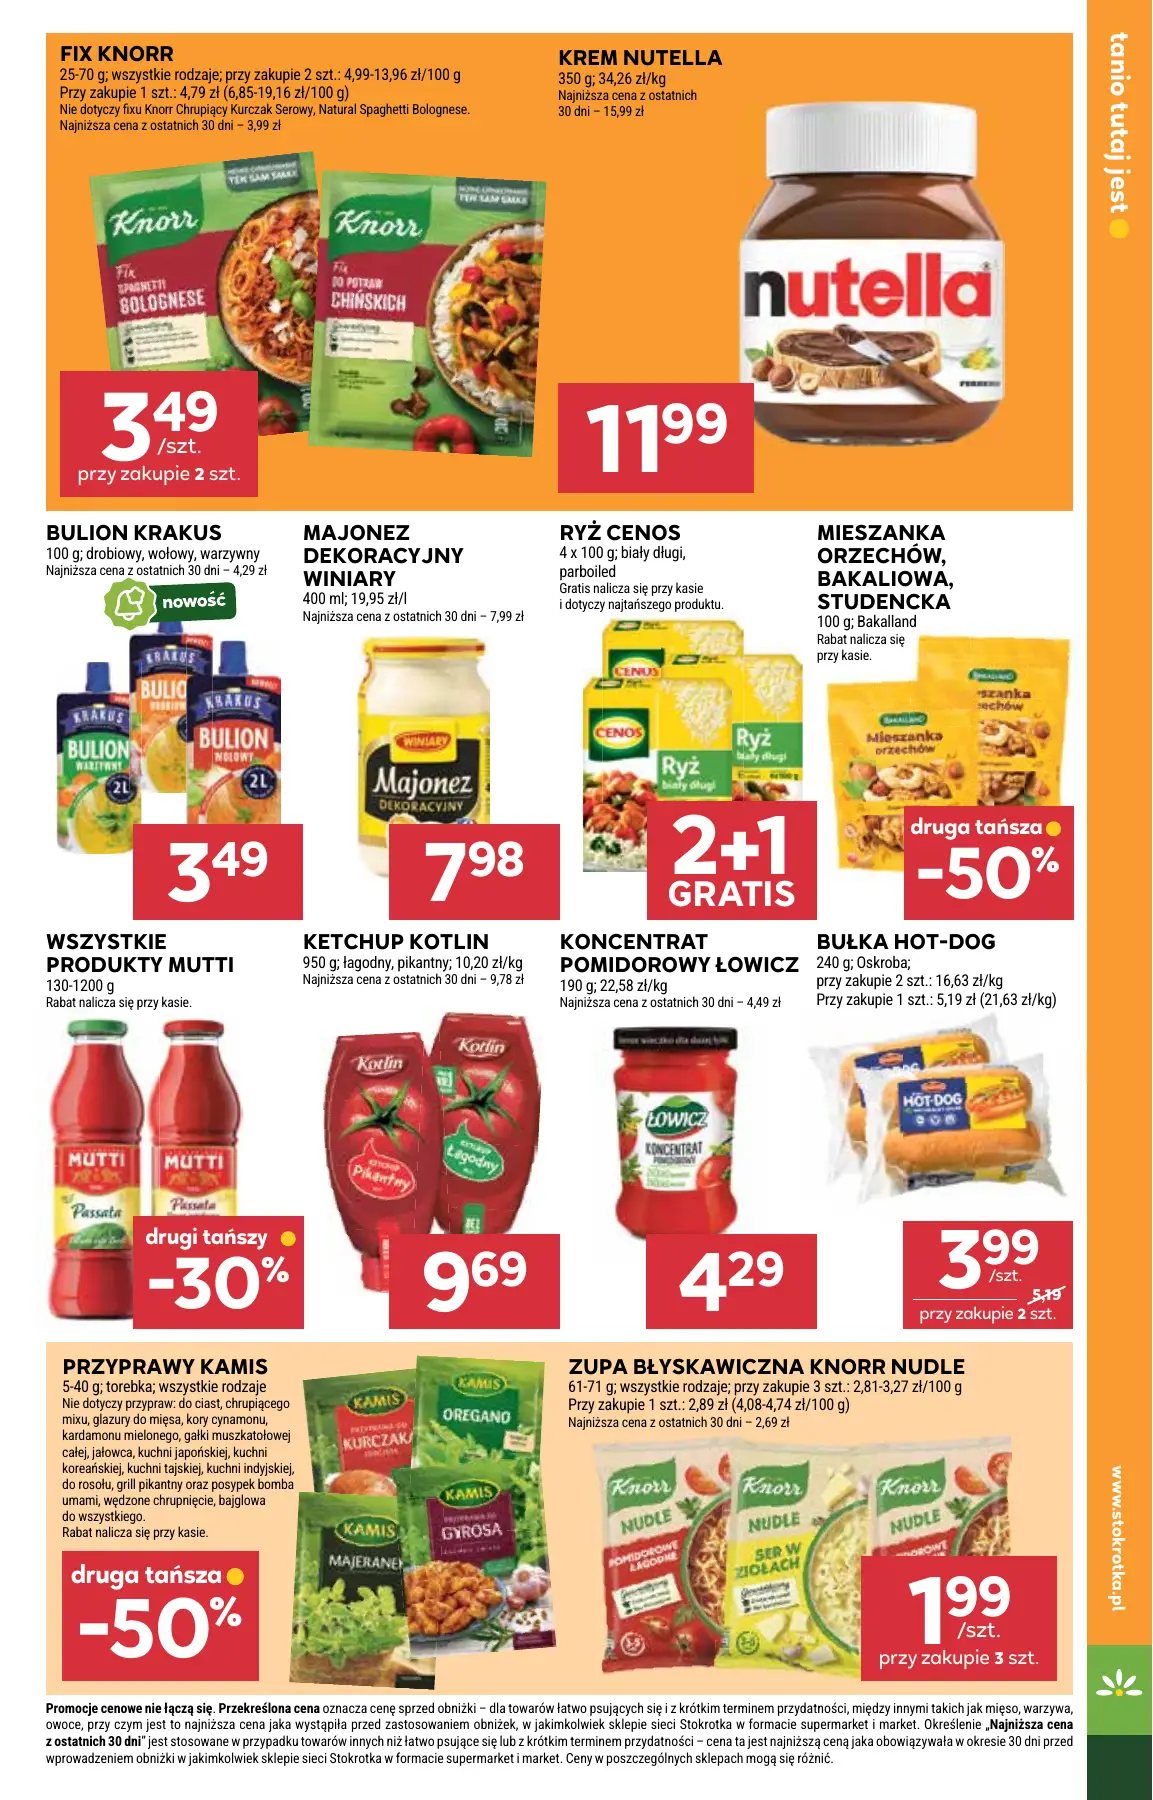 FIX KNORR
25-70 g; wszystkie rodzaje; przy zakupie 2 szt.: 4,99-13,96 zł/100 g
Przy zakupie 1 szt.: 4,79 zł (6,85-19,16 zł/100 g)
Nie dotyczy fixu Knorr Chrupiący Kurczak Serowy, Natural Spaghetti Bolognese.
Najniższa cena z ostatnich 30 dni – 3,99 zł
Knorr
Fix
SPAGHETTI
BOLOGNESE
Knorr
Fix
DO POTRAW
CHIŃSKICH
3 49
/szt.
przy zakupie 2 szt.
KREM NUTELLA
350 g; 34,26 zł/kg
Najniższa cena z ostatnich
30 dni – 15,99 zł
nutella
FERRERO
11 99
tanio tutaj jest
BULION KRAKUS
100 g; drobiowy, wołowy, warzywny
Najniższa cena z ostatnich 30 dni – 4,29 zł
nowość
KRAKUS
BULION
WARZYWNY
2L
KRAKUS
BULION
KRAKUS
BULION
WOŁOWY
2L
3 49
MAJONEZ
DEKORACYJNY
WINIARY
400 ml; 19,95 zł/l
Najniższa cena z ostatnich 30 dni – 7,99 zł
WINIARY
Majonez
DEKORACYJNY
7 98
RYŻ CENOS
4 x 100 g; biały długi,
parboiled
Gratis nalicza się przy kasie
i dotyczy najtańszego produktu.
CENOS
Ryż
biały długi
CENOS
Ryż
biały długi
2+1
GRATIS
MIESZANKA
ORZECHÓW,
BAKALIOWA,
STUDENCKA
100 g; Bakalland
Rabat nalicza się
przy kasie.
BAKALLAND
Mieszanka
orzechów
druga tańsza
-50%
WSZYSTKIE
PRODUKTY MUTTI
130-1200 g
Rabat nalicza się przy kasie.
MUTTI
Passata
MUTTI
Passata
drugi tańszy
-30%
KETCHUP KOTLIN
950 g; łagodny, pikantny; 10,20 zł/kg
Najniższa cena z ostatnich 30 dni – 9,78 zł
Kotlin
KETCHUP
Pikantny
Kotlin
KETCHUP
Łagodny
9 69
KONCENTRAT
POMIDOROWY ŁOWICZ
190 g; 22,58 zł/kg
Najniższa cena z ostatnich 30 dni – 4,49 zł
ŁOWICZ
KONCENTRAT
POMIDOROWY
4 29
BUŁKA HOT-DOG
240 g; Oskroba;
przy zakupie 2 szt.: 16,63 zł/kg
Przy zakupie 1 szt.: 5,19 zł (21,63 zł/kg)
HOT-DOG
3 99
/szt.
5,19
przy zakupie 2 szt.
PRZYPRAWY KAMIS
5-40 g; torebka; wszystkie rodzaje
Nie dotyczy przypraw: do ciast, chrupiącego
mixu, glazury do mięsa, kory cynamonu,
kardamonu mielonego, gałki muszkatołowej
całej, jałowca, kuchni japońskiej, kuchni
koreańskiej, kuchni tajskiej, kuchni indyjskiej,
do rosołu, grill pikantny oraz posypek bomba
umami, wędzone chrupnięcie, bajglowa
do wszystkiego.
Rabat nalicza się przy kasie.
druga tańsza
-50%
KAMIS
KURCZAKA
KAMIS
OREGANO
KAMIS
MAJERANEK
KAMIS
PRZYPRAWA DO
GYROSA
ZUPA BŁYSKAWICZNA KNORR NUDLE
61-71 g; wszystkie rodzaje; przy zakupie 3 szt.: 2,81-3,27 zł/100 g
Przy zakupie 1 szt.: 2,89 zł (4,08-4,74 zł/100 g)
Najniższa cena z ostatnich 30 dni – 2,69 zł
Knorr
NUDLE
POMIDOROWE
ŁAGODNE
Knorr
NUDLE
SER W
ZIOŁACH
Knorr
NUDLE
1 99
/szt.
przy zakupie 3 szt.
www.stokrotka.pl
Promocje cenowe nie łączą się. Przekreślona cena oznacza cenę sprzed obniżki – dla towarów łatwo psujących się i z krótkim terminem przydatności, między innymi takich jak mięso, warzywa,
owoce, przy czym jest to najniższa cena jaka wystąpiła przed zastosowaniem obniżek, w jakimkolwiek sklepie sieci Stokrotka w formacie supermarket i market. Określenie „Najniższa cena
z ostatnich 30 dni” jest stosowane w przypadku towarów innych niż łatwo psujące się lub z krótkim terminem przydatności – cena ta jest najniższą ceną jaka obowiązywała w okresie 30 dni przed
wprowadzeniem obniżki w jakimkolwiek sklepie sieci Stokrotka w formacie supermarket i market. Ceny w poszczególnych sklepach mogą się różnić.